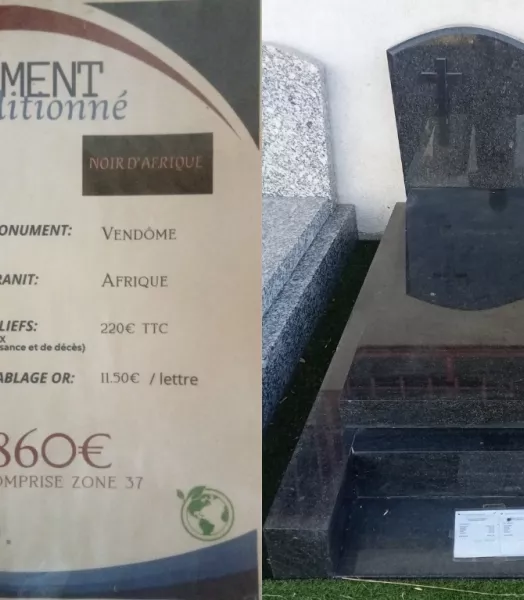 MENT
ditionné
NOIR D'AFRIQUE
ONUMENT: VENDÔME
RANIT: AFRIQUE
LIEFS: 220€ TTC
X
sance et de décès)
ABLAGE OR: 11.50€ / lettre
860€
OMPRISE ZONE 37